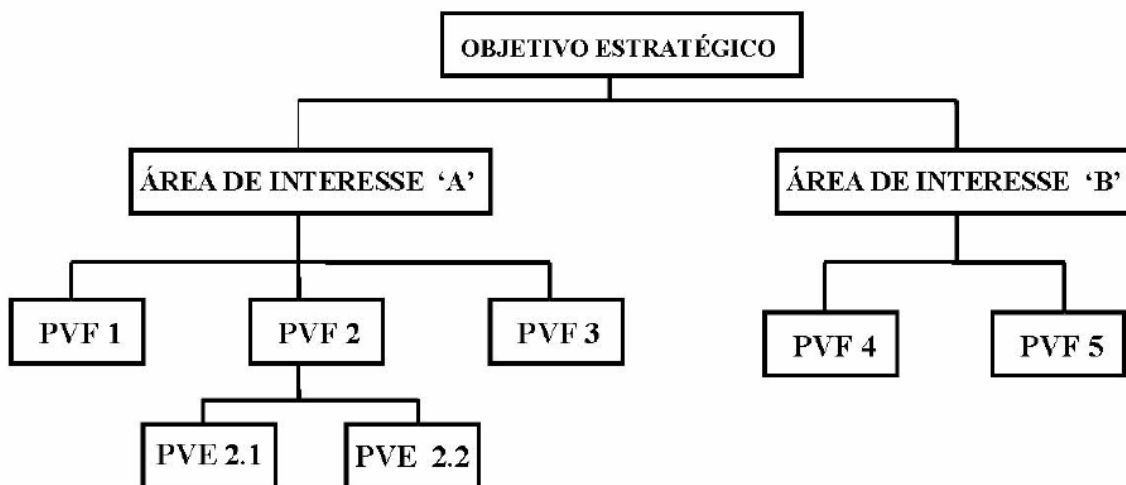 OBJETIVO ESTRATÉGICO
ÁREA DE INTERESSE ‘A’
ÁREA DE INTERESSE ‘B’
PVF 1
PVF 2
PVF 3
PVF 4
PVF 5
PVE 2.1
PVE 2.2